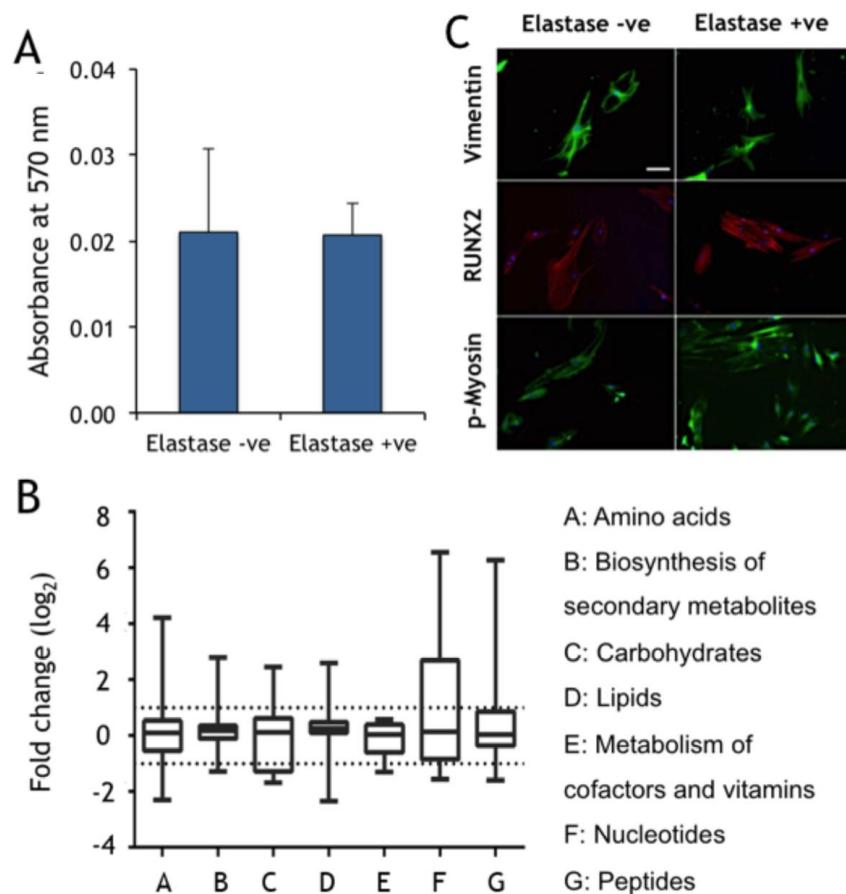 A
0.04
0.03
0.02
0.01
0.00
Absorbance at 570 nm
Elastase -ve Elastase +ve
C
Elastase -ve Elastase +ve
Vimentin
RUNX2
p-Myosin
B
8
6
4
2
0
-2
-4
Fold change (log₂)
A B C D E F G
A: Amino acids
B: Biosynthesis of
secondary metabolites
C: Carbohydrates
D: Lipids
E: Metabolism of
cofactors and vitamins
F: Nucleotides
G: Peptides